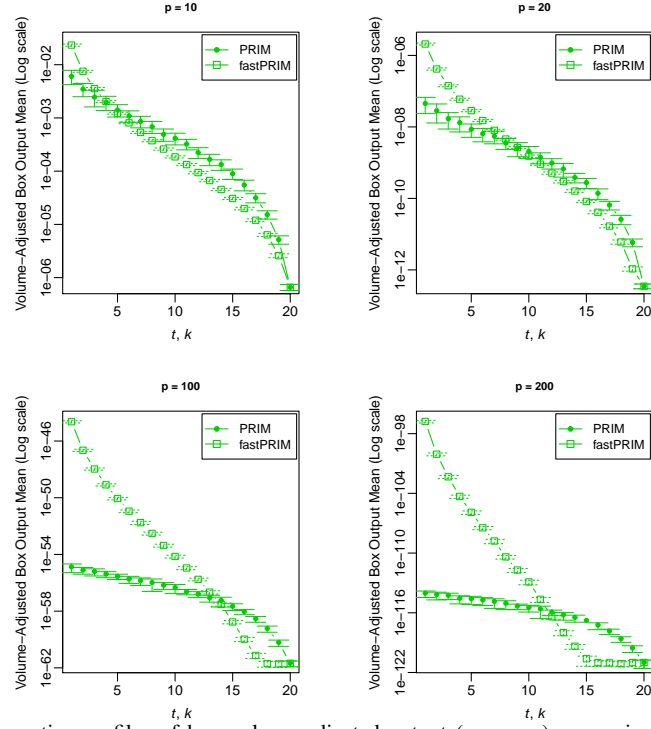 p = 10
Volume−Adjusted Box Output Mean (Log scale)
1e−02
1e−03
1e−04
1e−05
1e−06
PRIM
fastPRIM
5 10 15 20
t, k
p = 20
Volume−Adjusted Box Output Mean (Log scale)
1e−06
1e−08
1e−10
1e−12
PRIM
fastPRIM
5 10 15 20
t, k
p = 100
Volume−Adjusted Box Output Mean (Log scale)
1e−46
1e−50
1e−54
1e−58
1e−62
PRIM
fastPRIM
5 10 15 20
t, k
p = 200
Volume−Adjusted Box Output Mean (Log scale)
1e−98
1e−104
1e−110
1e−116
1e−122
PRIM
fastPRIM
5 10 15 20
t, k